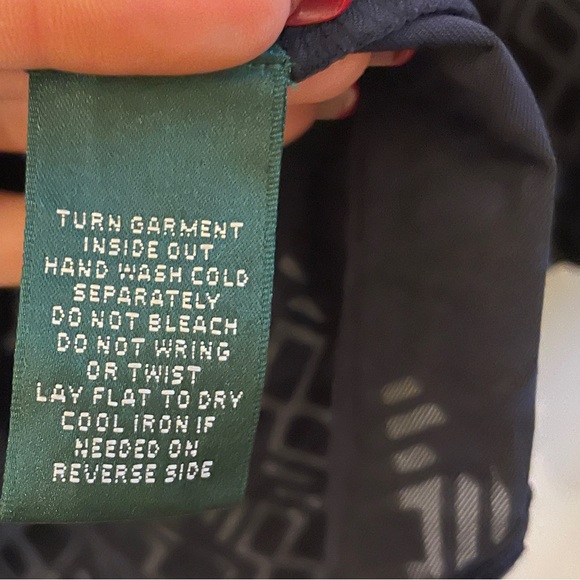 TURN GARMENT
INSIDE OUT
HAND WASH COLD
SEPARATELY
DO NOT BLEACH
DO NOT WRING
OR TWIST
LAY FLAT TO DRY
COOL IRON IF
NEEDED ON
REVERSE SIDE